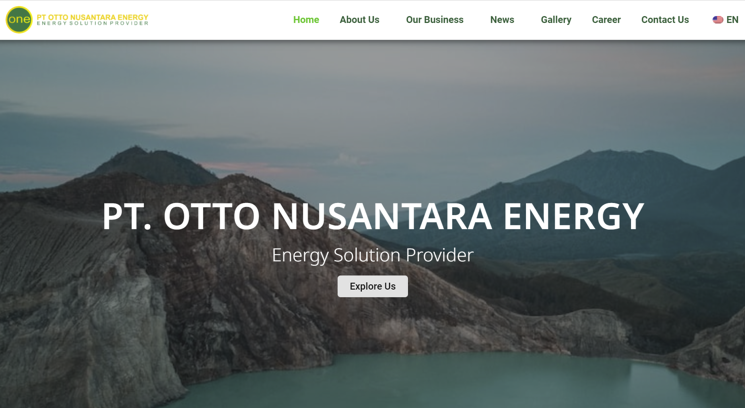 one PT OTTO NUSANTARA ENERGY
ENERGY SOLUTION PROVIDER
Home About Us Our Business News Gallery Career Contact Us EN
PT. OTTO NUSANTARA ENERGY
Energy Solution Provider
Explore Us